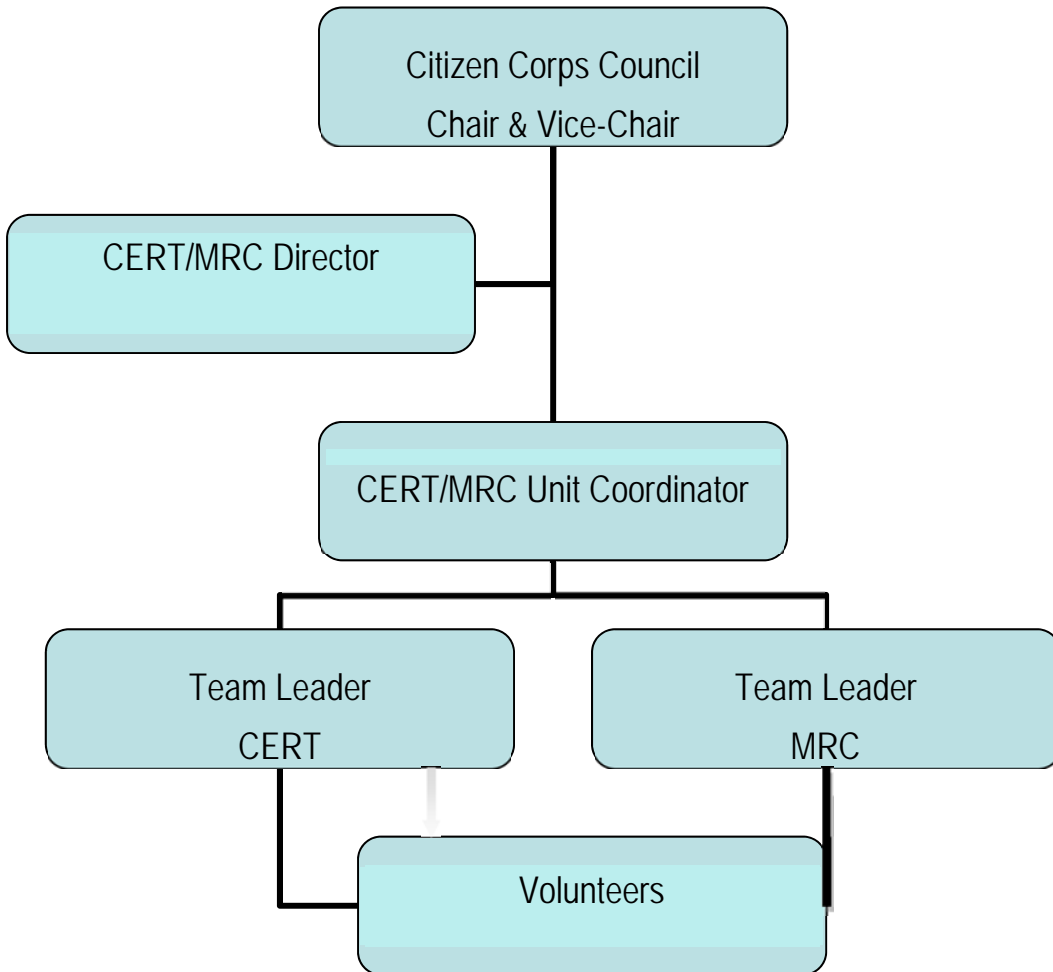 Citizen Corps Council
Chair & Vice-Chair
CERT/MRC Director
CERT/MRC Unit Coordinator
Team Leader
CERT
Team Leader
MRC
Volunteers